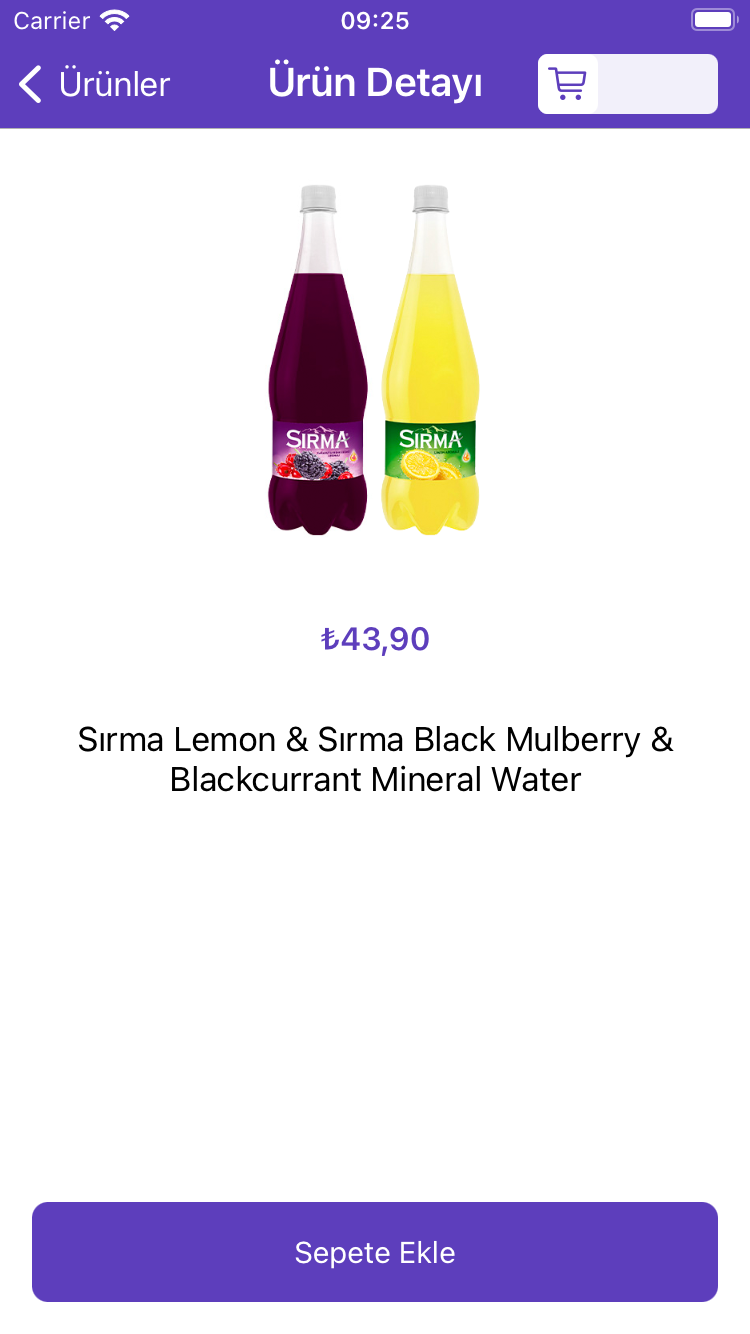 Carrier 09:25
Ürünler Ürün Detayı
SIRMA SIRMA
₺43,90
Sırma Lemon & Sırma Black Mulberry &
Blackcurrant Mineral Water
Sepete Ekle